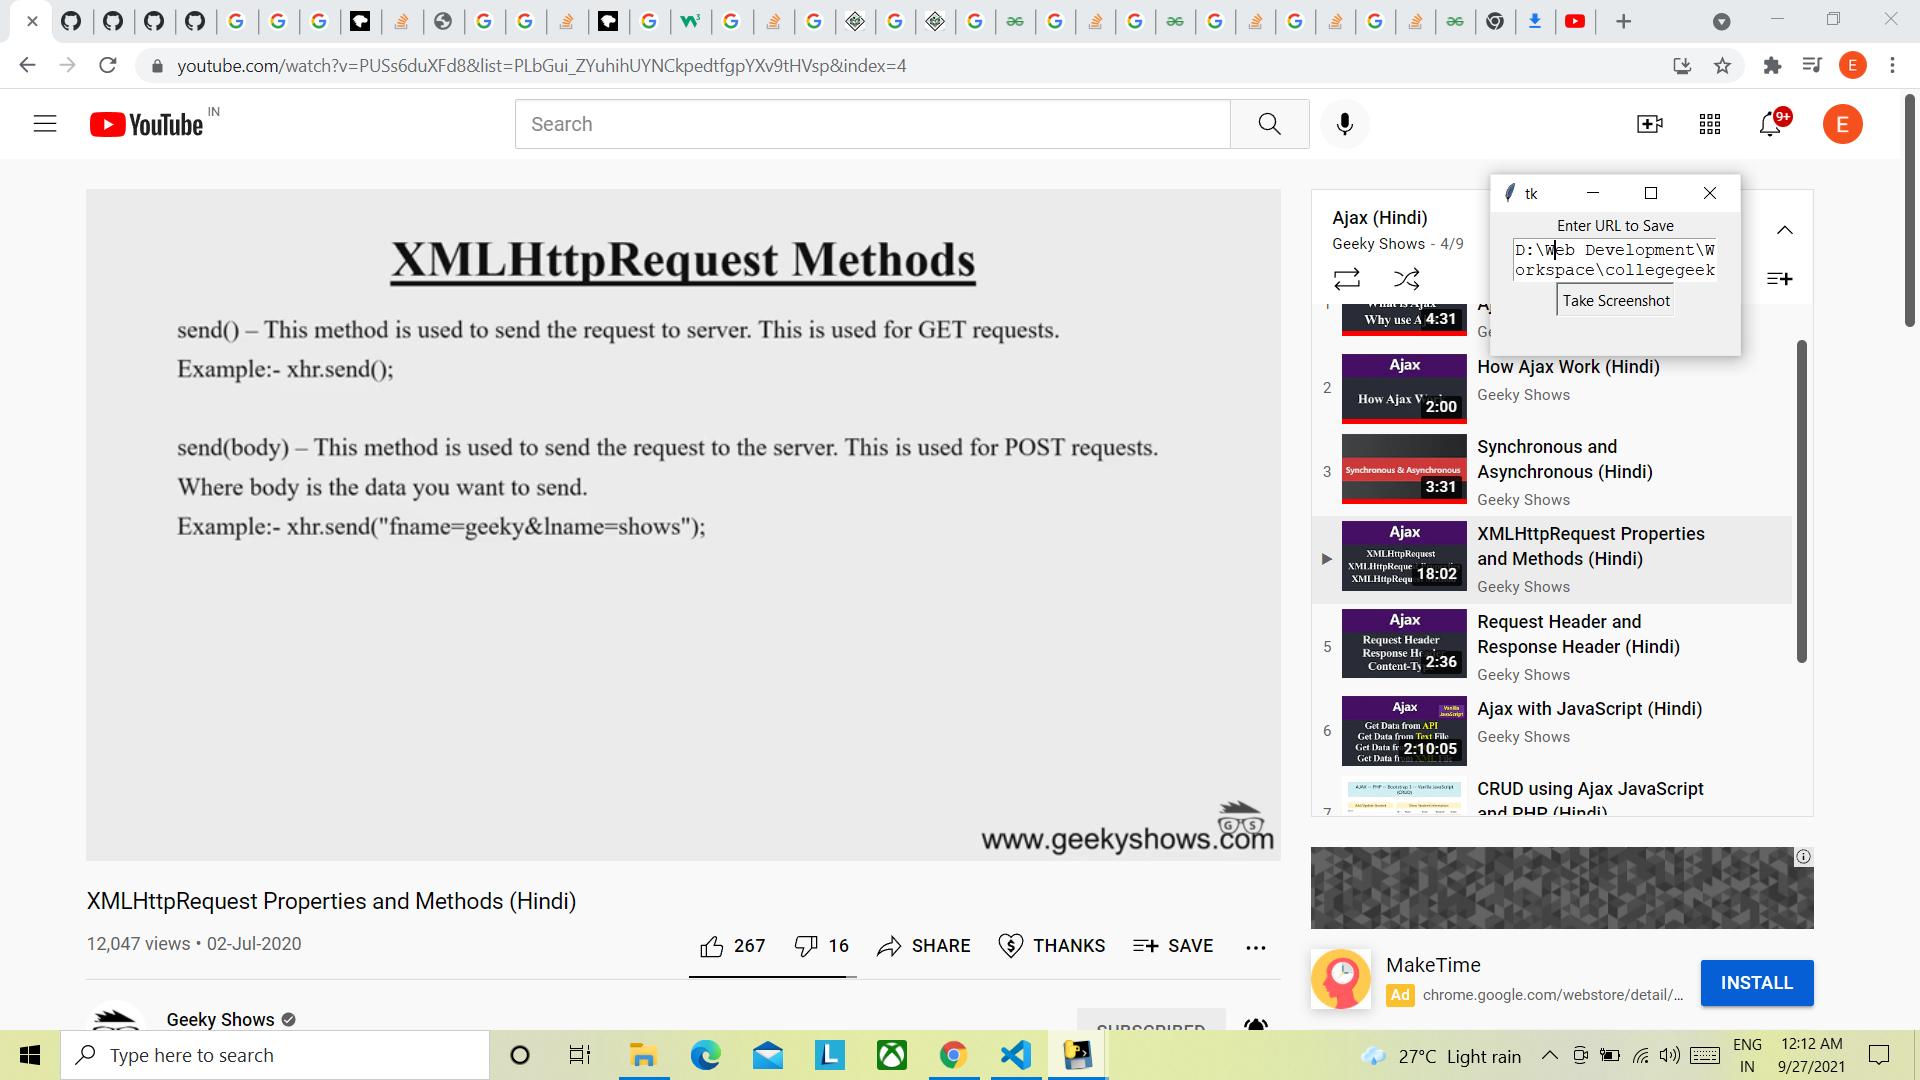 youtube.com/watch?v=PUSs6duXFd8&list=PLbGui_ZYuhihUYNCkpedtfgpYXv9tHVsp&index=4
E
YouTube IN
Search
9+
E
XMLHttpRequest Methods
send() – This method is used to send the request to server. This is used for GET requests.
Example:- xhr.send();
send(body) – This method is used to send the request to the server. This is used for POST requests.
Where body is the data you want to send.
Example:- xhr.send("fname=geeky&lname=shows");
GS
www.geekyshows.com
tk
Enter URL to Save
D:\Web Development\W
orkspace\collegegeek
Take Screenshot
Ajax (Hindi)
Geeky Shows - 4/9
Why use
4:31
2
Ajax
How Ajax
2:00
How Ajax Work (Hindi)
Geeky Shows
3
Synchronous & Asynchronous
3:31
Synchronous and
Asynchronous (Hindi)
Geeky Shows
Ajax
XMLHttpRequest
18:02
XMLHttpRequest Properties
and Methods (Hindi)
Geeky Shows
5
Ajax
Request Header
Response
2:36
Request Header and
Response Header (Hindi)
Geeky Shows
6
Ajax
Vanilla
JavaScript
Get Data from API
Get Data from Text File
Get Data
Get Data
2:10:05
Ajax with JavaScript (Hindi)
Geeky Shows
7
CRUD using Ajax JavaScript
and PHP (Hindi)
XMLHttpRequest Properties and Methods (Hindi)
12,047 views • 02-Jul-2020
267
16
SHARE
THANKS
SAVE
Geeky Shows
SUBSCRIBED
MakeTime
Ad chrome.google.com/webstore/detail/...
INSTALL
Type here to search
27°C Light rain
ENG
IN
12:12 AM
9/27/2021